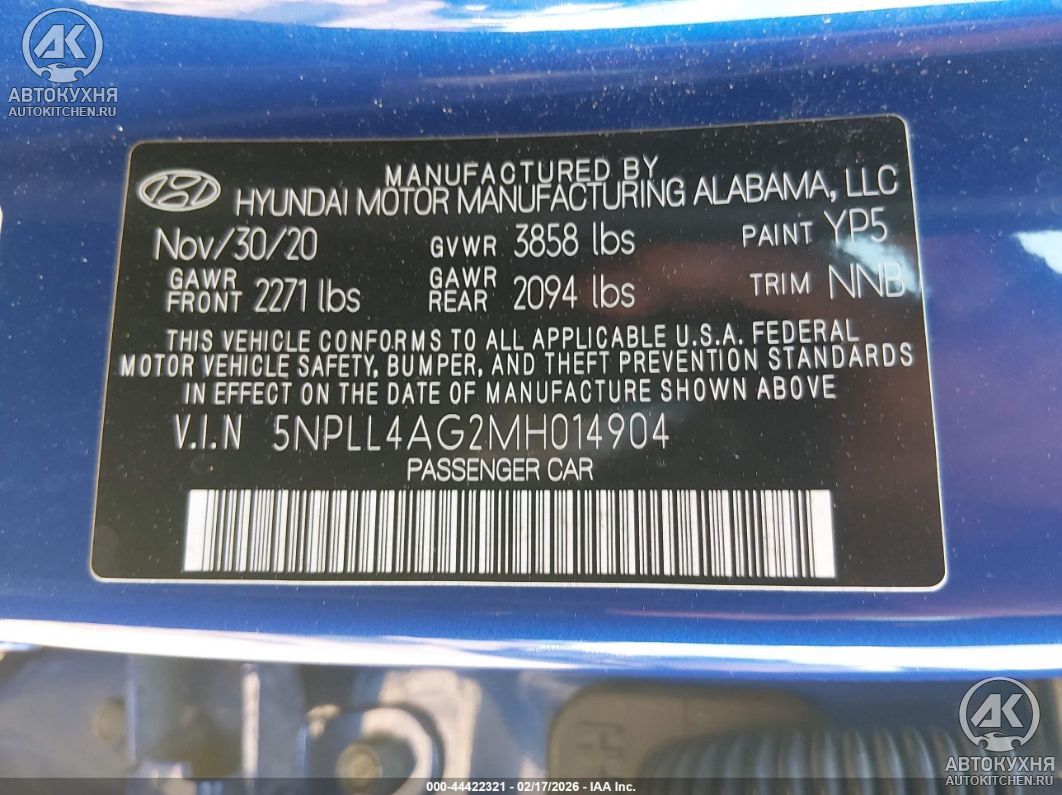 АК
АВТОКУХНЯ
AUTOKITCHEN.RU
MANUFACTURED BY
HYUNDAI MOTOR MANUFACTURING ALABAMA, LLC
Nov/30/20 GVWR 3858 lbs PAINT YP5
GAWR FRONT 2271 lbs GAWR REAR 2094 lbs TRIM NNB
THIS VEHICLE CONFORMS TO ALL APPLICABLE U.S.A. FEDERAL
MOTOR VEHICLE SAFETY, BUMPER, AND THEFT PREVENTION STANDARDS
IN EFFECT ON THE DATE OF MANUFACTURE SHOWN ABOVE
V.I.N 5NPLL4AG2MH014904
PASSENGER CAR
АК
АВТОКУХНЯ
AUTOKITCHEN.RU
000-44422321 - 02/17/2026 - IAA Inc.